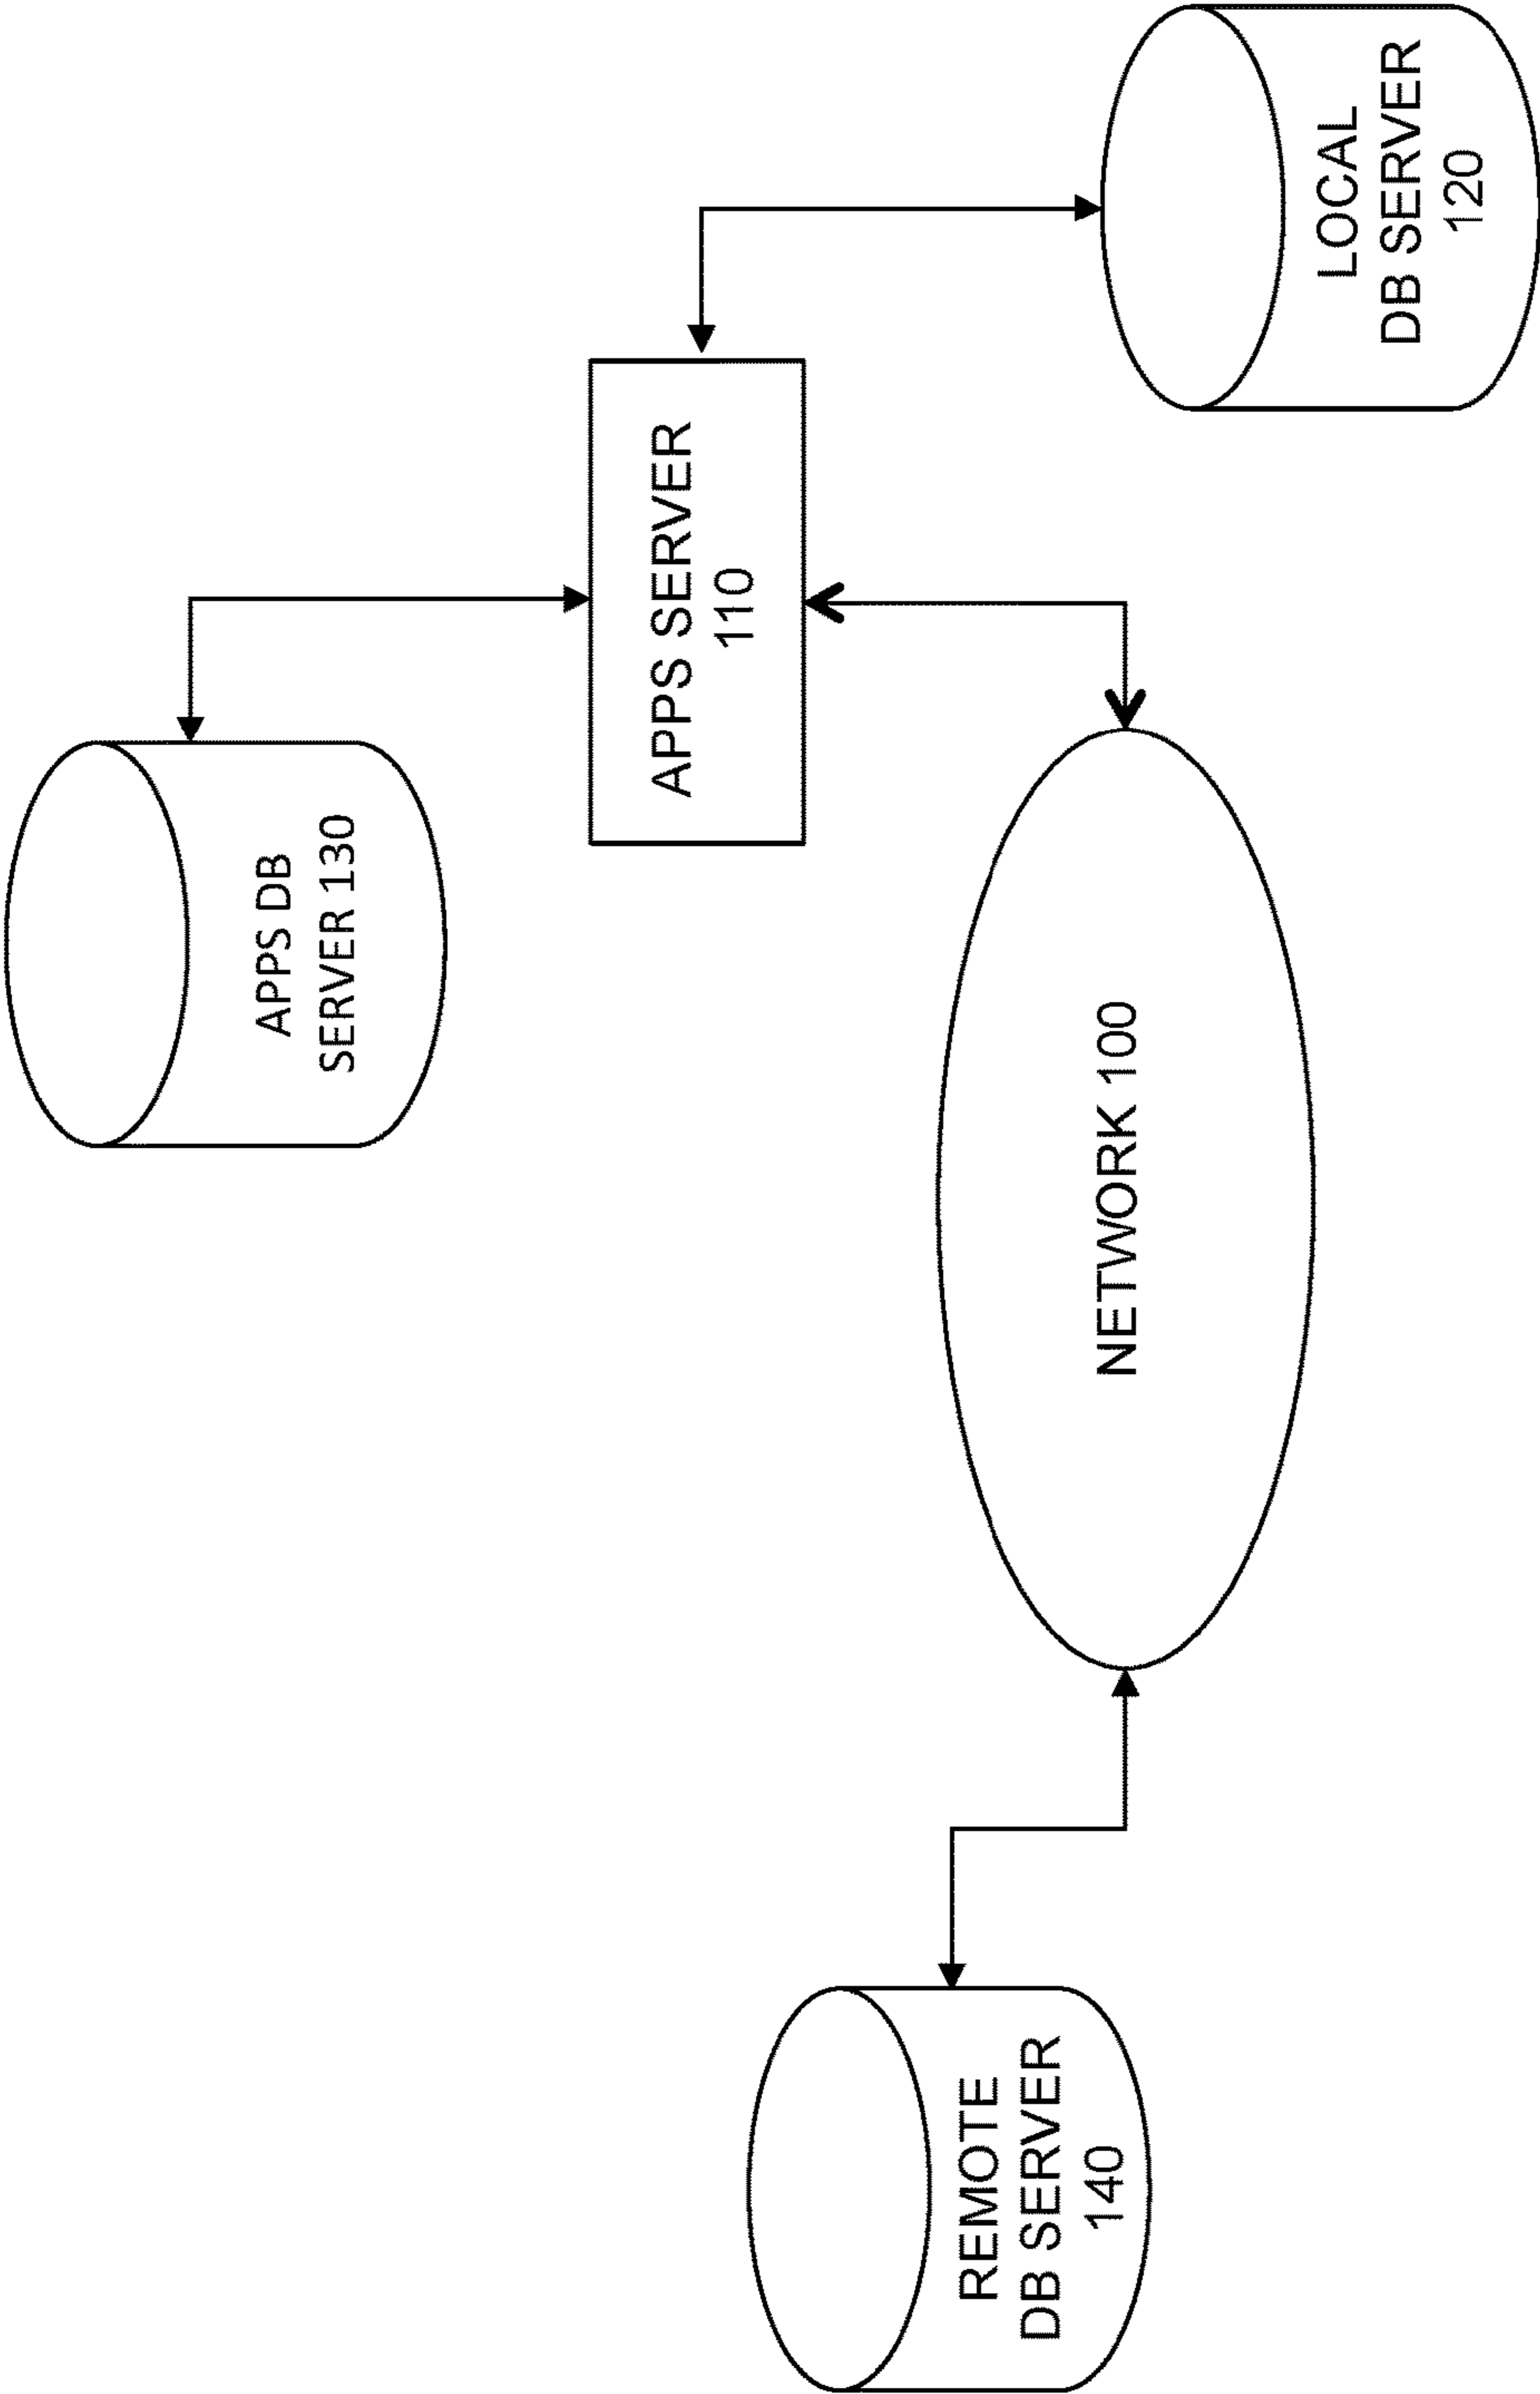 APPS DB
SERVER 130
APPS SERVER
110
LOCAL
DB SERVER
120
NETWORK 100
REMOTE
DB SERVER
140